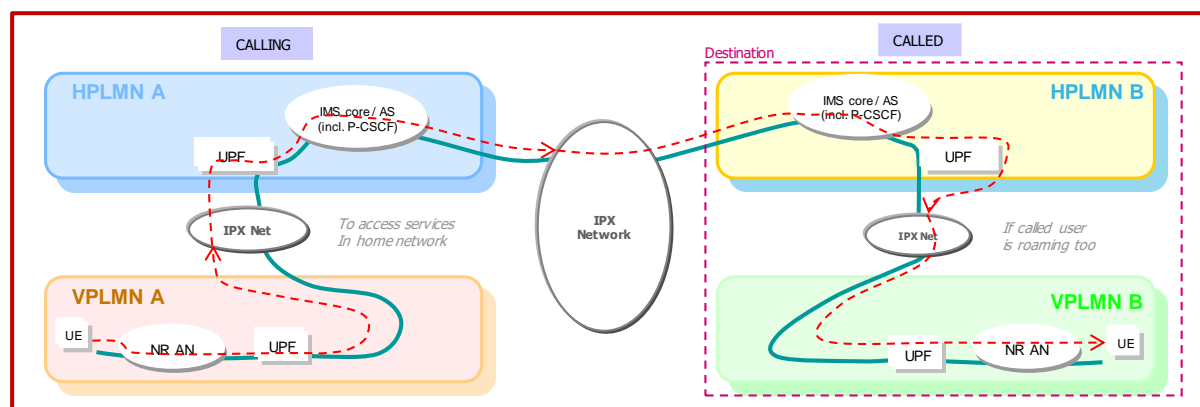 CALLING
CALLED
Destination
HPLMN A
IMS core / AS
(incl. P-CSCF)
UPF
HPLMN B
IMS core / AS
(incl. P-CSCF)
UPF
IPX Net
To access services
In home network
IPX
Network
IPX Net
If called user
is roaming too
VPLMN A
UE
NR AN
UPF
VPLMN B
UPF
NR AN
UE